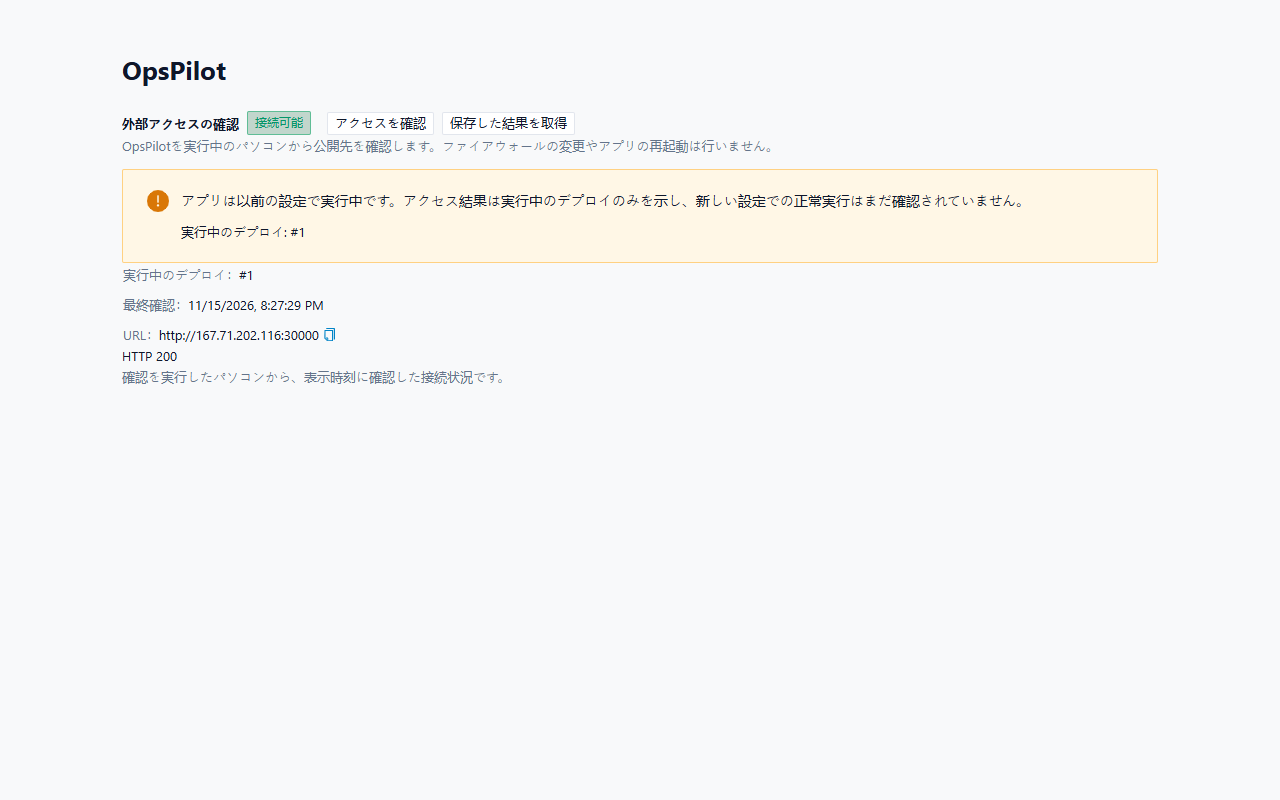 OpsPilot
外部アクセスの確認 接続可能 アクセスを確認 保存した結果を取得
OpsPilotを実行中のパソコンから公開先を確認します。ファイアウォールの変更やアプリの再起動は行いません。
アプリは以前の設定で実行中です。アクセス結果は実行中のデプロイのみを示し、新しい設定での正常実行はまだ確認されていません。
実行中のデプロイ: #1
実行中のデプロイ: #1
最終確認: 11/15/2026, 8:27:29 PM
URL: http://167.71.202.116:30000
HTTP 200
確認を実行したパソコンから、表示時刻に確認した接続状況です。